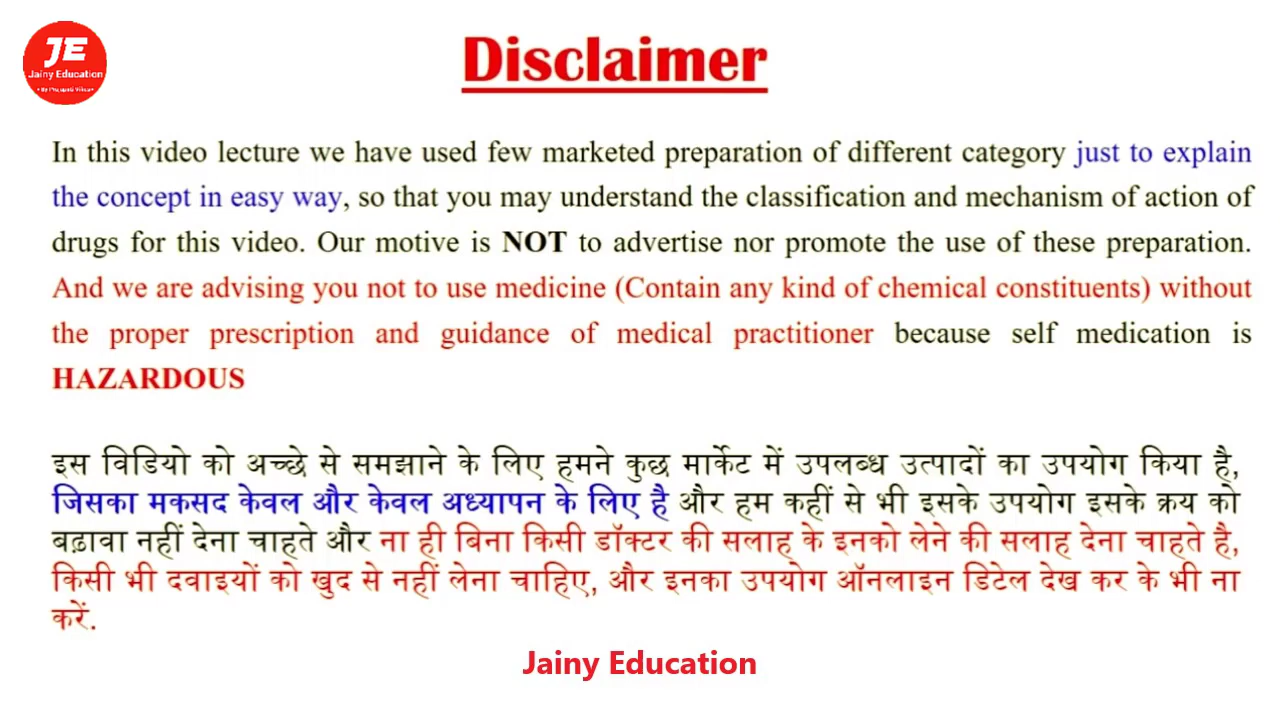 JE
Jainy Education
Disclaimer
In this video lecture we have used few marketed preparation of different category just to explain
the concept in easy way, so that you may understand the classification and mechanism of action of
drugs for this video. Our motive is NOT to advertise nor promote the use of these preparation.
And we are advising you not to use medicine (Contain any kind of chemical constituents) without
the proper prescription and guidance of medical practitioner because self medication is
HAZARDOUS
इस विडियो को अच्छे से समझाने के लिए हमने कुछ मार्केट में उपलब्ध उत्पादों का उपयोग किया है,
जिसका मकसद केवल और केवल अध्यापन के लिए है और हम कहीं से भी इसके उपयोग इसके क्रय को
बढ़ावा नहीं देना चाहते और ना ही बिना किसी डॉक्टर की सलाह के इनको लेने की सलाह देना चाहते है,
किसी भी दवाइयों को खुद से नहीं लेना चाहिए, और इनका उपयोग ऑनलाइन डिटेल देख कर के भी ना
करें.
Jainy Education